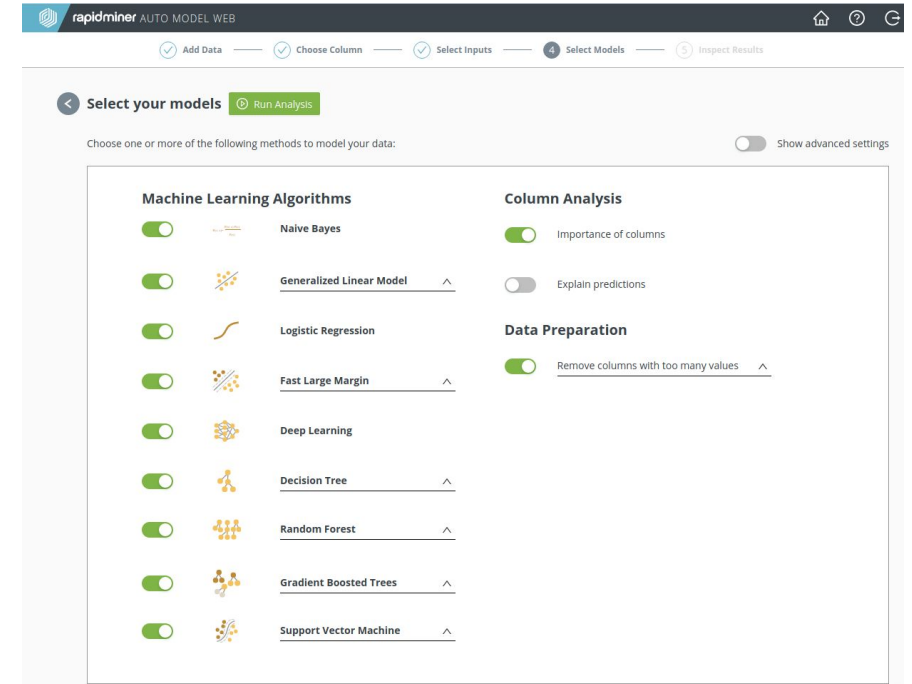 rapidminer AUTO MODEL WEB
Add Data
Choose Column
Select Inputs
4 Select Models
5 Inspect Results
Select your models
Run Analysis
Choose one or more of the following methods to model your data:
Show advanced settings
Machine Learning Algorithms
Naive Bayes
Generalized Linear Model
Logistic Regression
Fast Large Margin
Deep Learning
Decision Tree
Random Forest
Gradient Boosted Trees
Support Vector Machine
Column Analysis
Importance of columns
Explain predictions
Data Preparation
Remove columns with too many values